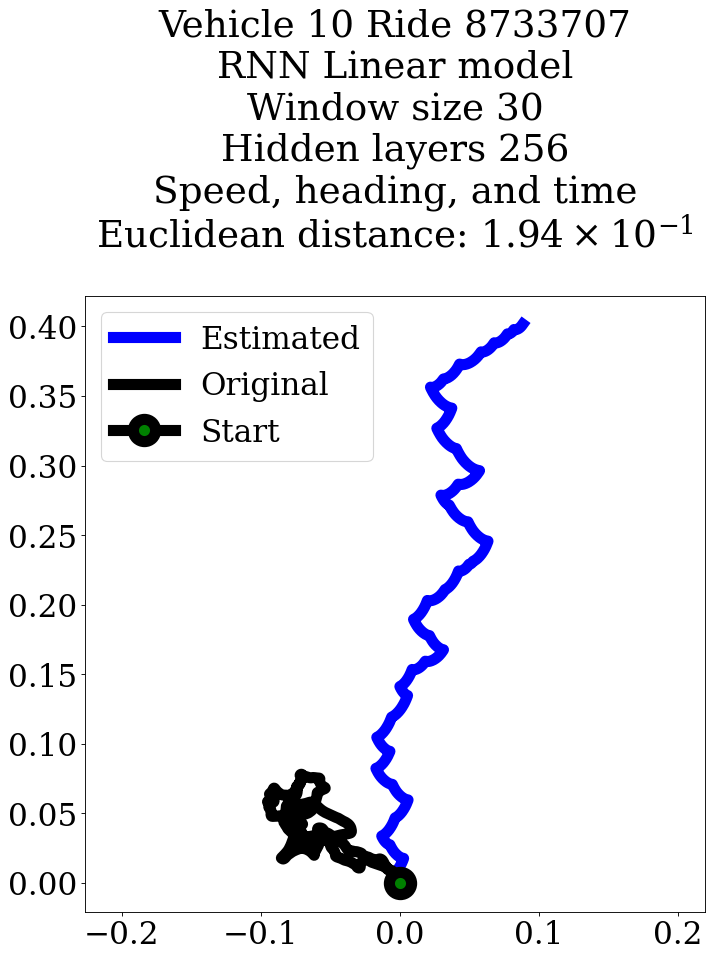 Vehicle 10 Ride 8733707
RNN Linear model
Window size 30
Hidden layers 256
Speed, heading, and time
Euclidean distance: 1.94 × 10⁻¹
Estimated
Original
Start
0.40
0.35
0.30
0.25
0.20
0.15
0.10
0.05
0.00
−0.2 −0.1 0.0 0.1 0.2